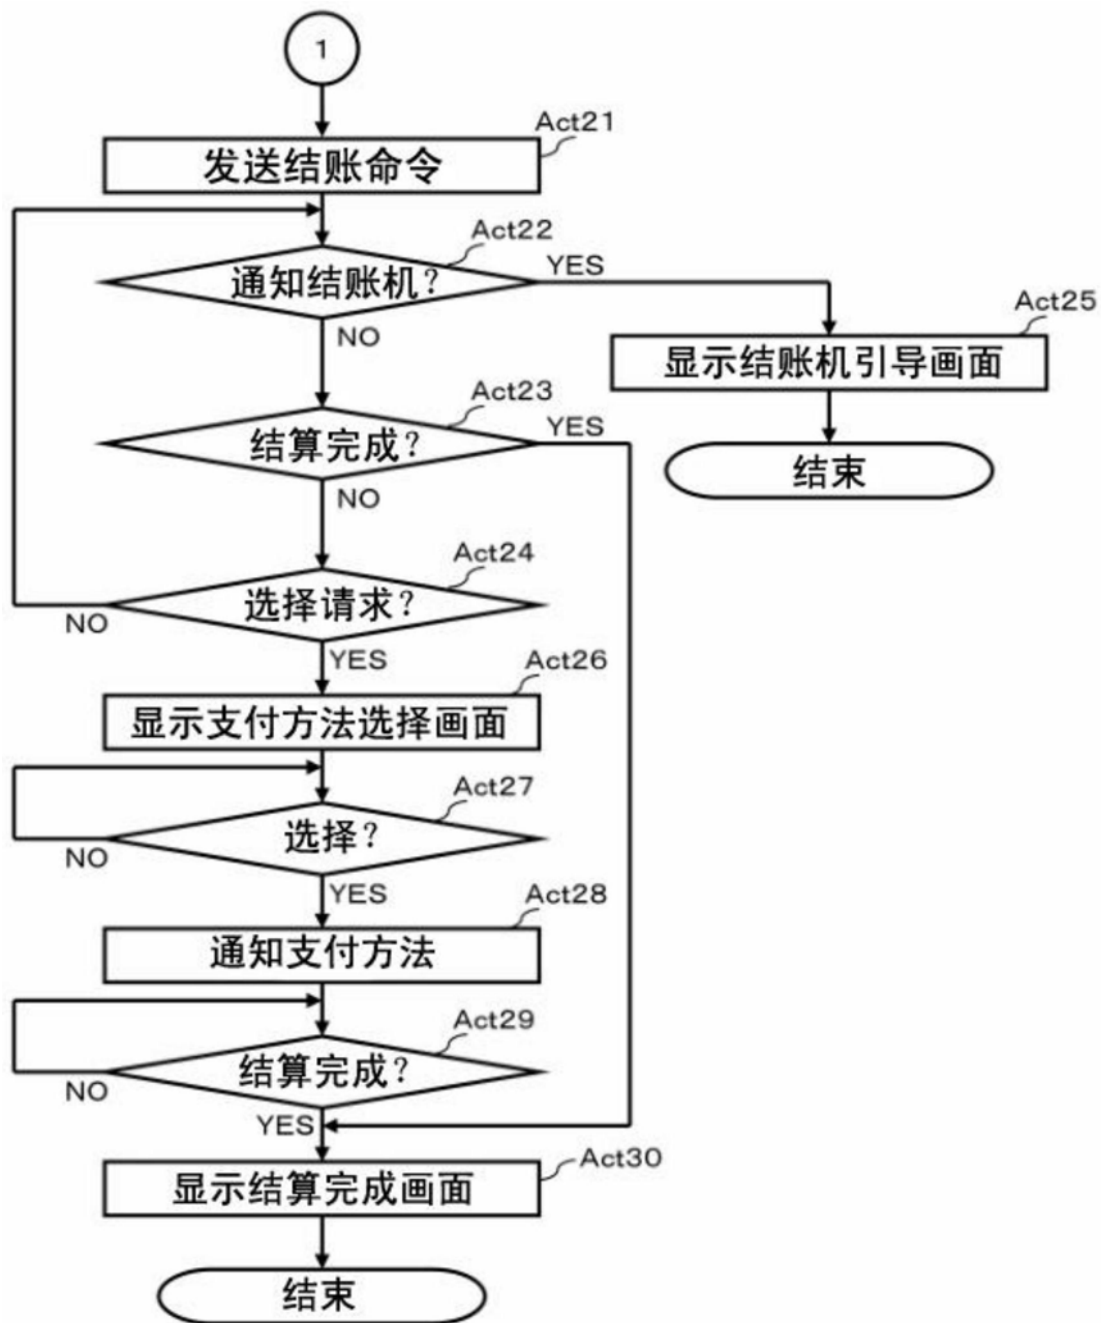 1
Act21
发送结账命令
Act22
通知结账机？
YES
Act25
NO
显示结账机引导画面
Act23
结算完成？
YES
结束
NO
Act24
选择请求？
NO
YES
Act26
显示支付方法选择画面
Act27
选择？
NO
YES
Act28
通知支付方法
Act29
结算完成？
NO
YES
Act30
显示结算完成画面
结束